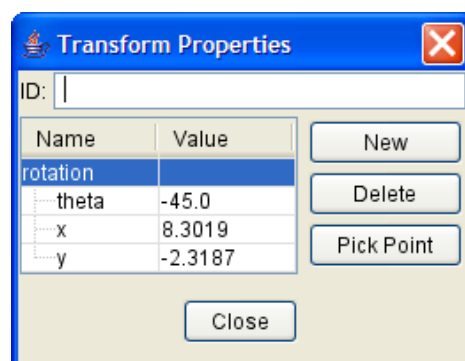 Transform Properties
ID:
Name Value New
rotation
theta -45.0 Delete
x 8.3019
y -2.3187 Pick Point
Close